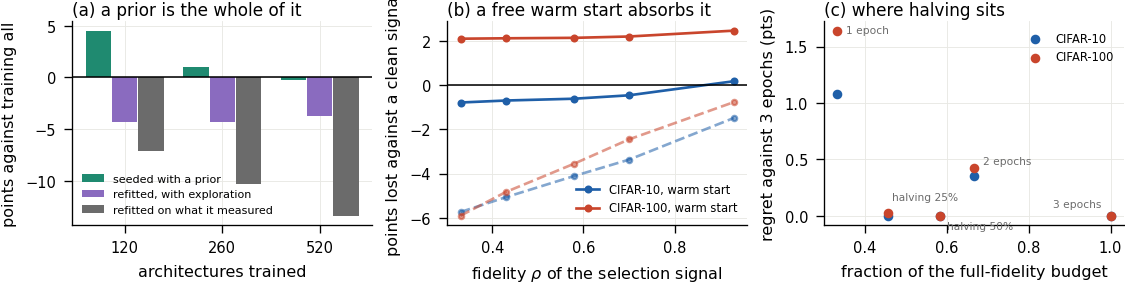 (a) a prior is the whole of it
points against training all
5
0
−5
−10
seeded with a prior
refitted, with exploration
refitted on what it measured
120
260
520
architectures trained
(b) a free warm start absorbs it
points lost against a clean signal
2
0
−2
−4
−6
CIFAR-10, warm start
CIFAR-100, warm start
0.4
0.6
0.8
fidelity ρ of the selection signal
(c) where halving sits
regret against 3 epochs (pts)
1.5
1.0
0.5
0.0
1 epoch
CIFAR-10
CIFAR-100
2 epochs
halving 25%
halving 50%
3 epochs
0.4
0.6
0.8
1.0
fraction of the full-fidelity budget